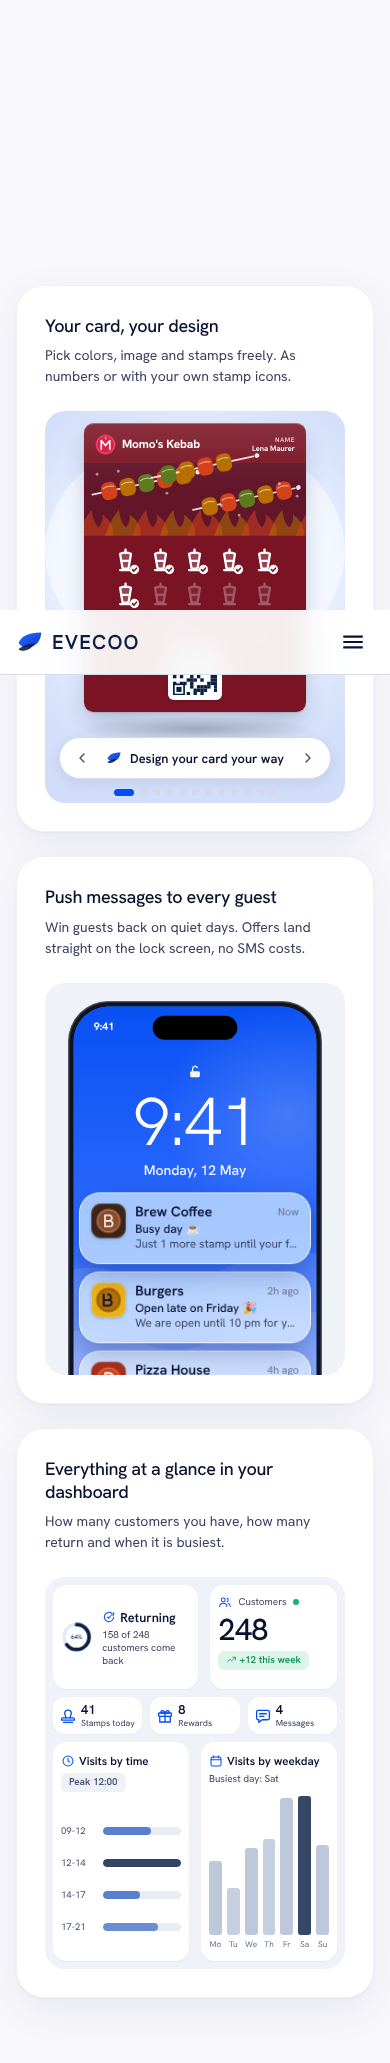 Your card, your design
Pick colors, image and stamps freely. As
numbers or with your own stamp icons.
Momo's Kebab
NAME
Lena Maurer
EVECOO
Design your card your way
Push messages to every guest
Win guests back on quiet days. Offers land
straight on the lock screen, no SMS costs.
9:41
9:41
Monday, 12 May
Brew Coffee Now
Busy day ☕
Just 1 more stamp until your f...
Burgers 2h ago
Open late on Friday 🎉
We are open until 10 pm for y...
Pizza House 4h ago
Everything at a glance in your
dashboard
How many customers you have, how many
return and when it is busiest.
64%
Returning
158 of 248
customers come
back
Customers
248
+12 this week
41
Stamps today
8
Rewards
4
Messages
Visits by time
Peak 12:00
09-12
12-14
14-17
17-21
Visits by weekday
Busiest day: Sat
Mo Tu We Th Fr Sa Su